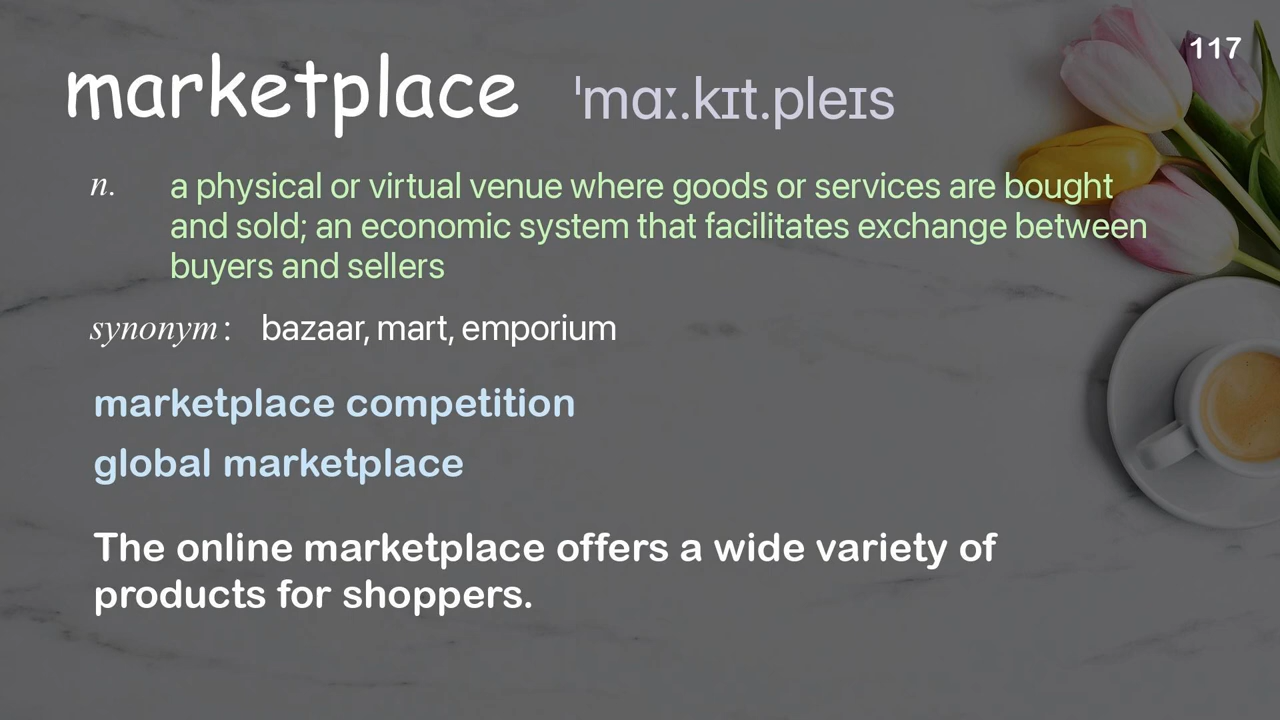 117
marketplace ˈmɑː.kɪt.pleɪs
n. a physical or virtual venue where goods or services are bought
and sold; an economic system that facilitates exchange between
buyers and sellers
synonym: bazaar, mart, emporium
marketplace competition
global marketplace
The online marketplace offers a wide variety of
products for shoppers.